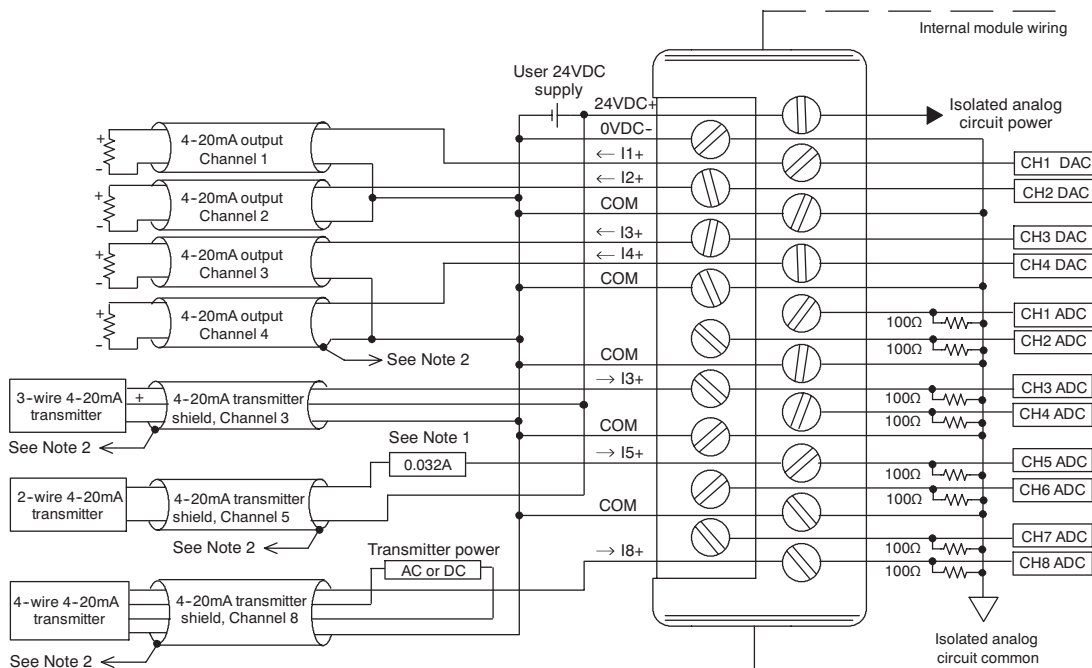 Internal module wiring
User 24VDC
supply
24VDC+
Isolated analog
circuit power
0VDC-
+
4-20mA output
Channel 1
-
← I1+
CH1 DAC
← I2+
CH2 DAC
+
4-20mA output
Channel 2
-
COM
+
4-20mA output
Channel 3
-
← I3+
CH3 DAC
← I4+
CH4 DAC
COM
+
4-20mA output
Channel 4
-
See Note 2
CH1 ADC
100Ω
CH2 ADC
100Ω
COM
3-wire 4-20mA
transmitter
+
4-20mA transmitter
shield, Channel 3
→ I3+
CH3 ADC
100Ω
CH4 ADC
100Ω
See Note 2
COM
See Note 1
0.032A
→ I5+
CH5 ADC
100Ω
2-wire 4-20mA
transmitter
4-20mA transmitter
shield, Channel 5
CH6 ADC
100Ω
COM
See Note 2
CH7 ADC
100Ω
Transmitter power
AC or DC
→ I8+
CH8 ADC
100Ω
4-wire 4-20mA
transmitter
4-20mA transmitter
shield, Channel 8
See Note 2
Isolated analog
circuit common